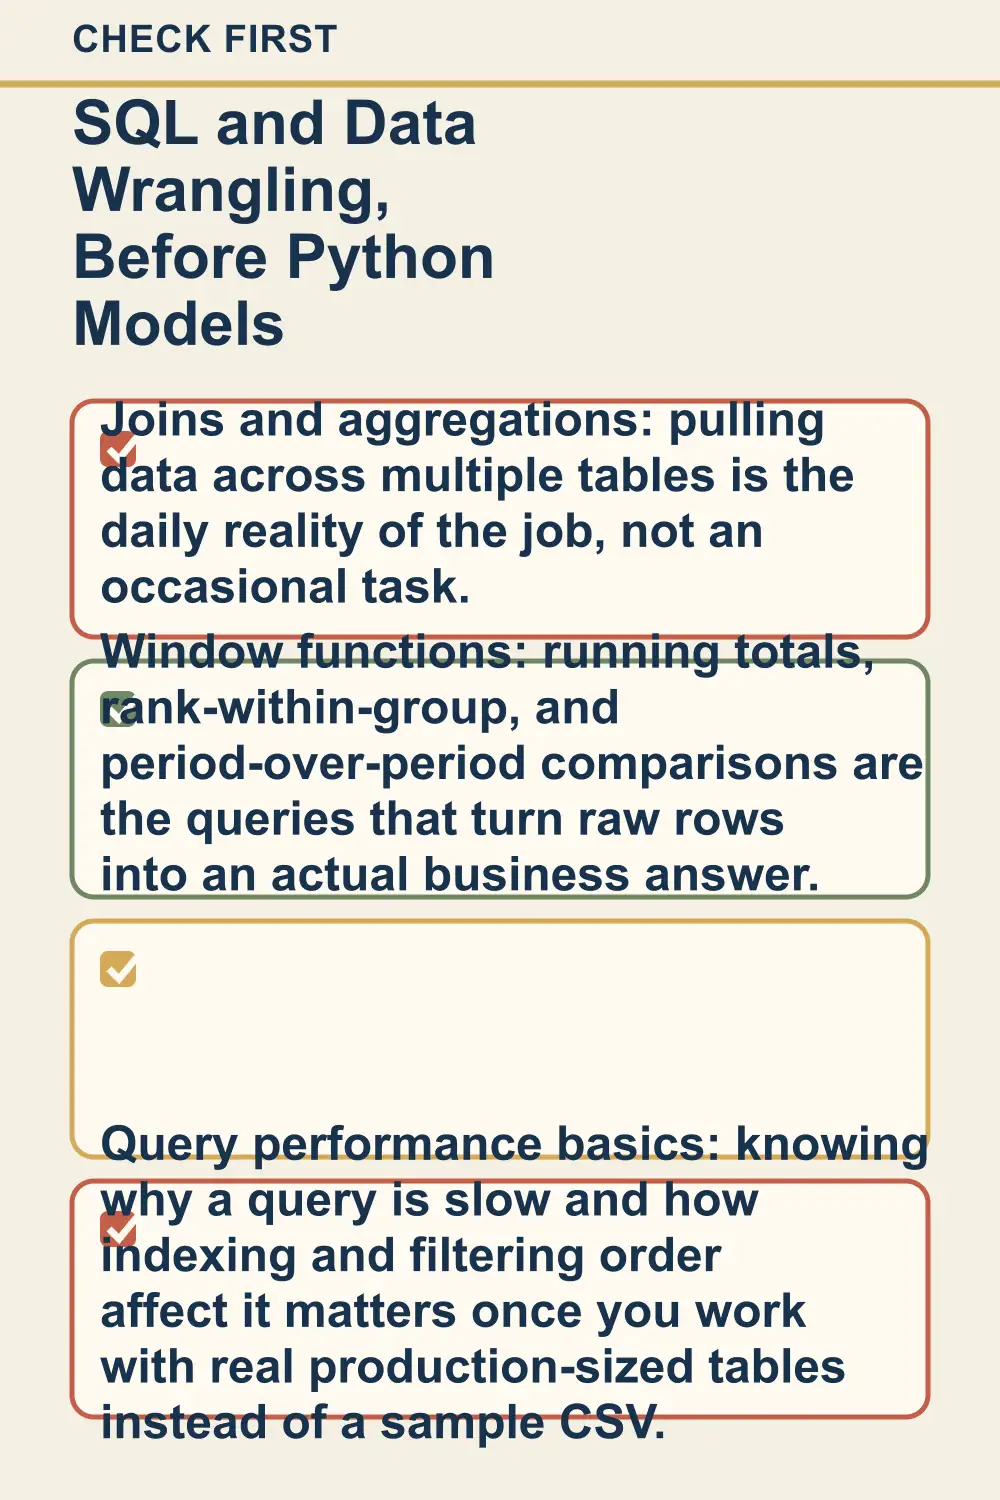 CHECK FIRST
SQL and Data
Wrangling,
Before Python
Models
Joins and aggregations: pulling
data across multiple tables is the
daily reality of the job, not an
occasional task.
Window functions: running totals,
rank-within-group, and
period-over-period comparisons are
the queries that turn raw rows
into an actual business answer.
Query performance basics: knowing
why a query is slow and how
indexing and filtering order
affect it matters once you work
with real production-sized tables
instead of a sample CSV.